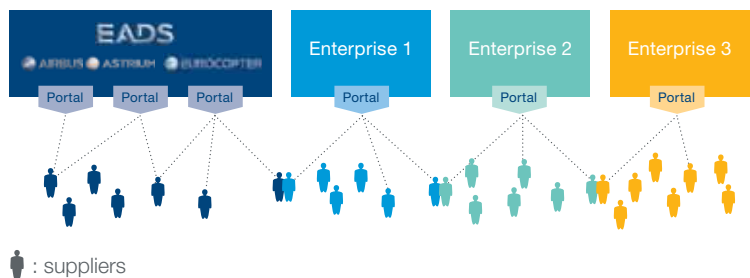 EADS
AIRBUS ASTRIUM EUROCOPTER
Enterprise 1
Enterprise 2
Enterprise 3
Portal
Portal
Portal
Portal
Portal
Portal
: suppliers